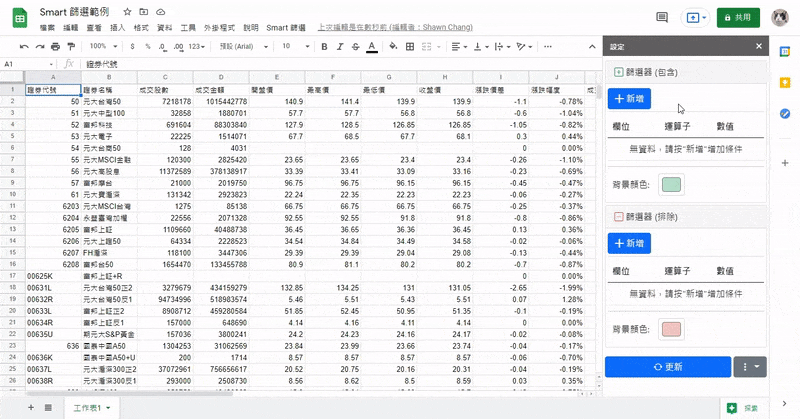 Smart 篩選範例
檔案 編輯 查看 插入 格式 資料 工具 外掛程式 說明 Smart 篩選 上次編輯是在數秒前 (編輯者：Shawn Chang)
共用
100% $ % .0 .00 123 預設 (Arial) 10 B I S A
A1 fx 證券代號
A B C D E F G H I J
1 證券代號 證券名稱 成交股數 成交金額 開盤價 最高價 最低價 收盤價 漲跌價差 漲跌幅度
2 50 元大台灣50 7218178 1015442778 140.9 141.4 139.9 139.9 -1.1 -0.78%
3 51 元大中型100 32858 1880701 57.7 57.7 56.8 56.8 -0.6 -1.04%
4 52 富邦科技 691604 88303840 127.9 128.5 126.85 126.85 -1.05 -0.82%
5 53 元大電子 22225 1514071 67.7 68.5 67.7 68.1 0.3 0.44%
6 54 元大台商50 128 4031 0 0.00%
7 55 元大MSCI金融 120300 2825420 23.65 23.65 23.4 23.4 -0.26 -1.10%
8 56 元大高股息 11372589 378138917 33.39 33.41 33.09 33.16 -0.23 -0.69%
9 57 富邦摩台 21000 2019750 96.75 96.75 96.15 96.15 -0.45 -0.47%
10 61 元大寶滬深 131342 2923823 22.24 22.35 22.23 22.23 -0.06 -0.27%
11 6203 元大MSCI台灣 1275 85138 66.75 66.75 66.75 66.75 -0.25 -0.37%
12 6204 永豐臺灣加權 22556 2071328 92.55 92.55 91.8 91.8 -0.8 -0.86%
13 6205 富邦上証 1109660 40488738 36.45 36.65 36.36 36.45 0.13 0.36%
14 6206 元大上證50 64334 2228523 34.54 34.84 34.49 34.58 -0.02 -0.06%
15 6207 FH滬深 118100 3447306 29.39 29.39 29.04 29.08 -0.13 -0.44%
16 6208 富邦台50 1654470 133455788 80.9 81.1 80.2 80.2 -0.7 -0.87%
17 00625K 富邦上証+R 0 0.00%
18 00631L 元大台灣50正2 3279679 434159279 132.85 134.25 131 131.05 -2.65 -1.99%
19 00632R 元大台灣50反1 94734996 518983574 5.46 5.51 5.43 5.51 0.07 1.28%
20 00633L 富邦上証正2 8908712 459280584 51.85 52.45 50.95 51.35 -0.1 -0.19%
21 00634R 富邦上証反1 157000 648690 4.14 4.16 4.11 4.14 0 0.00%
22 00635U 期元大S&P黃金 157036 3800241 24.2 24.23 24.16 24.17 -0.02 -0.08%
23 636 國泰中國A50 1304253 31062569 23.84 23.99 23.66 23.74 -0.04 -0.17%
24 00636K 國泰中國A50+U 200 1714 8.57 8.57 8.57 8.57 -0.06 -0.70%
25 00637L 元大滬深300正2 37072961 756656617 20.52 20.75 20.16 20.31 -0.04 -0.19%
26 00638R 元大滬深300反1 293000 2508730 8.56 8.62 8.5 8.59 0.03 0.35%
工作表1
探索
設定
篩選器 (包含)
新增
欄位 運算子 數值
無資料，請按"新增"增加條件
背景顏色:
篩選器 (排除)
新增
欄位 運算子 數值
無資料，請按"新增"增加條件
背景顏色:
更新